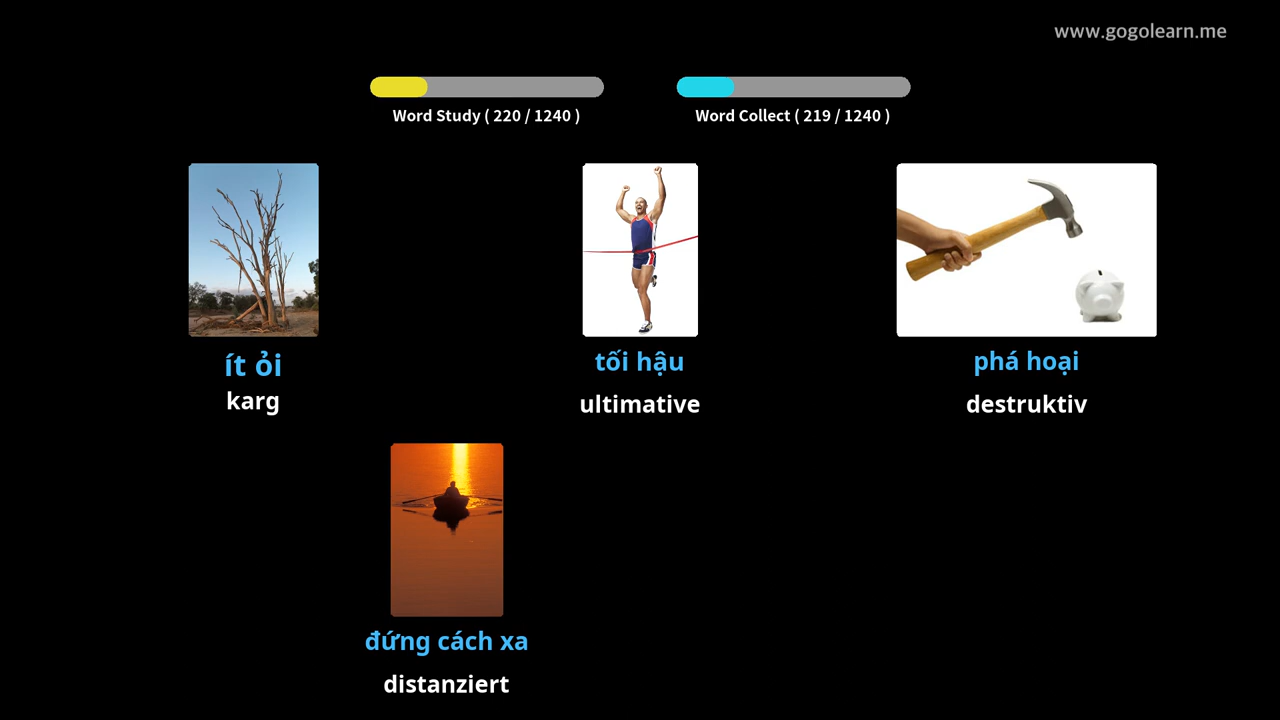 www.gogolearn.me
Word Study ( 220 / 1240 )
Word Collect ( 219 / 1240 )
ít ỏi
karg
tối hậu
ultimative
phá hoại
destruktiv
đứng cách xa
distanziert